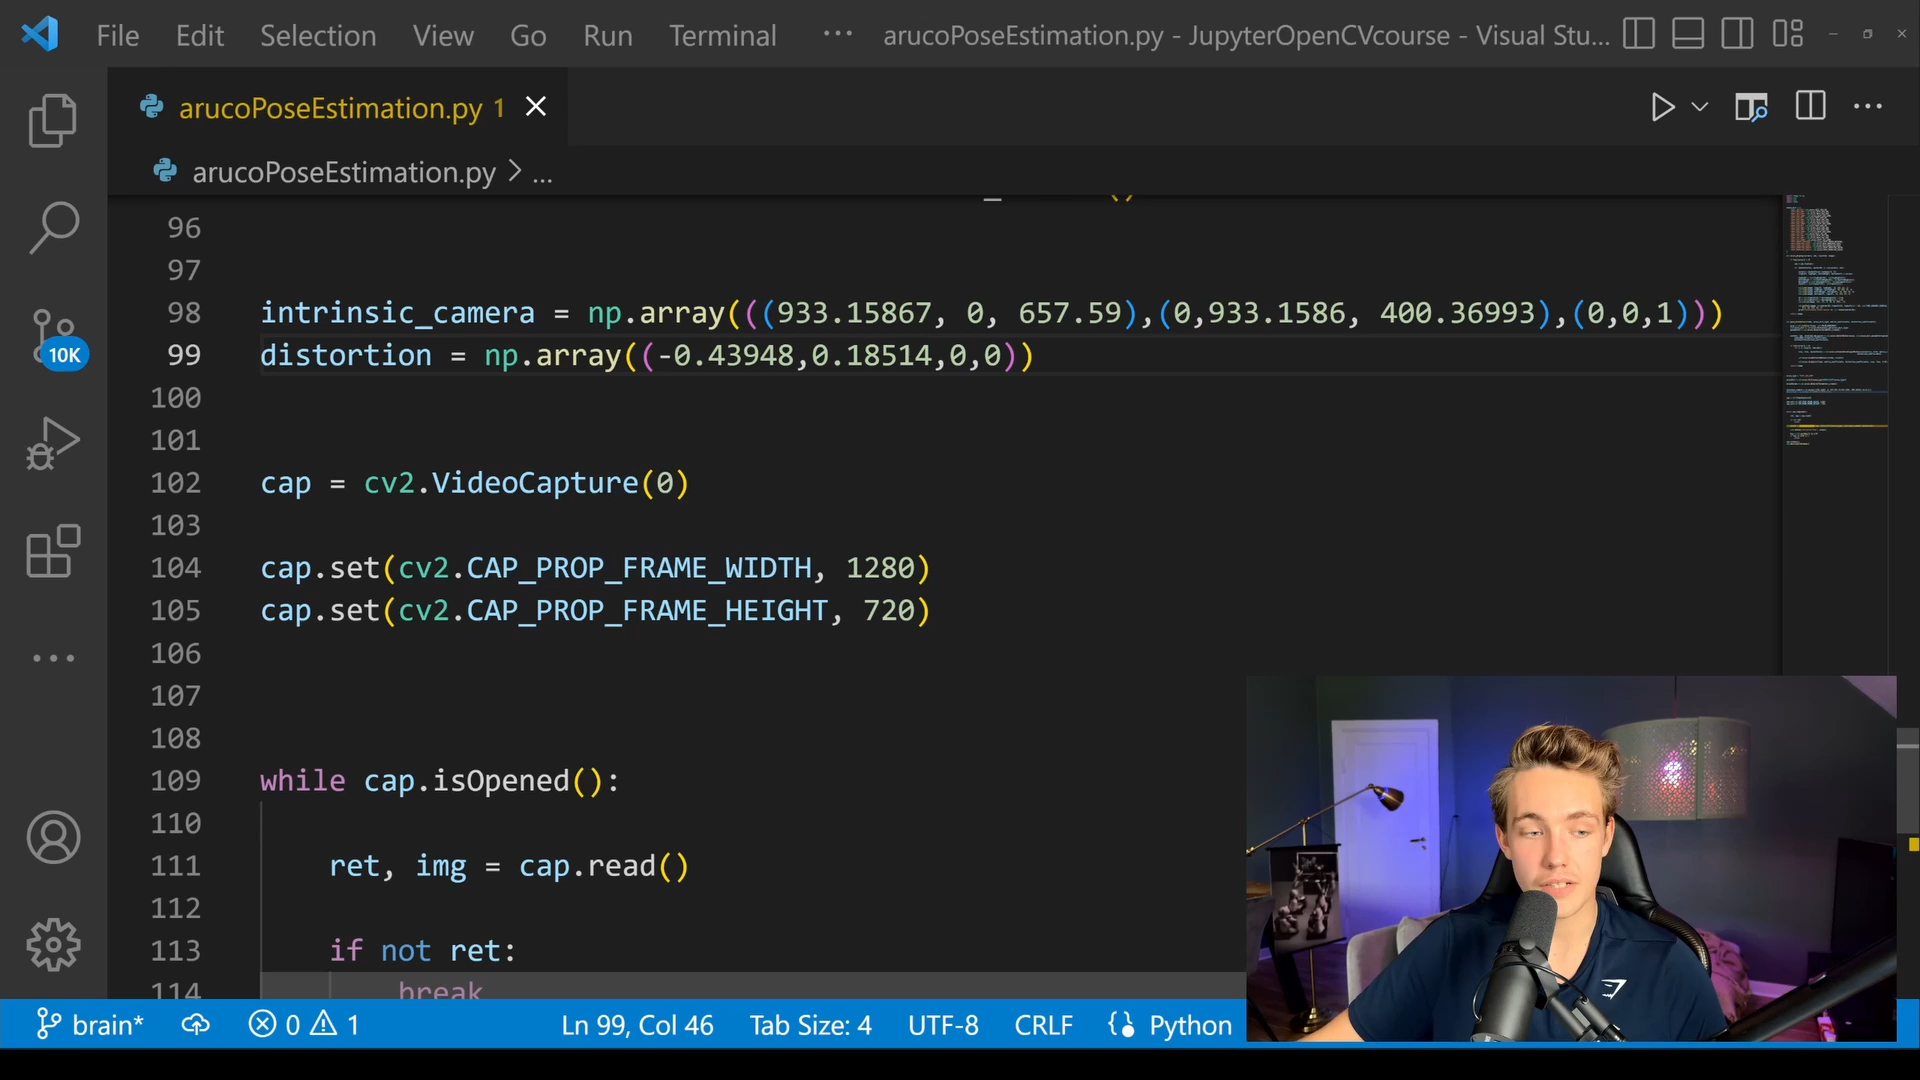 File Edit Selection View Go Run Terminal ··· arucoPoseEstimation.py - JupyterOpenCVcourse - Visual Stu...
arucoPoseEstimation.py 1
arucoPoseEstimation.py > ...
96
97
98 intrinsic_camera = np.array(((933.15867, 0, 657.59),(0,933.1586, 400.36993),(0,0,1)))
99 distortion = np.array((-0.43948,0.18514,0,0))
100
101
102 cap = cv2.VideoCapture(0)
103
104 cap.set(cv2.CAP_PROP_FRAME_WIDTH, 1280)
105 cap.set(cv2.CAP_PROP_FRAME_HEIGHT, 720)
106
107
108
109 while cap.isOpened():
110
111 ret, img = cap.read()
112
113 if not ret:
114 break
10K
brain* 0 1 Ln 99, Col 46 Tab Size: 4 UTF-8 CRLF Python